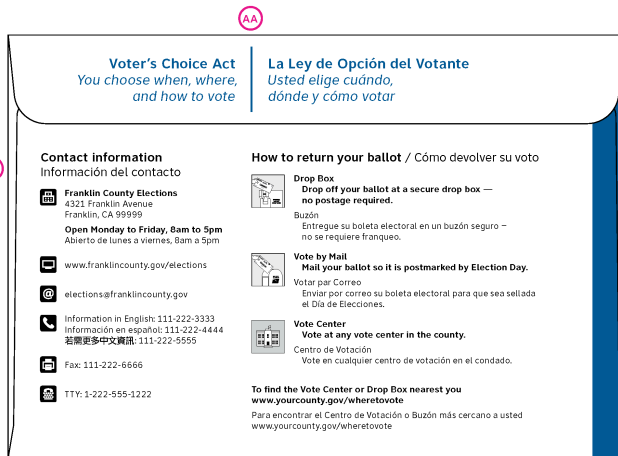 AA
Voter's Choice Act
You choose when, where,
and how to vote
La Ley de Opción del Votante
Usted elige cuándo,
dónde y cómo votar
Contact information
Información del contacto
Franklin County Elections
4321 Franklin Avenue
Franklin, CA 99999
Open Monday to Friday, 8am to 5pm
Abierto de lunes a viernes, 8am a 5pm
www.franklincounty.gov/elections
@
elections@franklincounty.gov
Information in English: 111-222-3333
Información en español: 111-222-4444
若需更多中文資訊: 111-222-5555
Fax: 111-222-6666
TTY: 1-222-555-1222
How to return your ballot / Cómo devolver su voto
Drop Box
Drop off your ballot at a secure drop box —
no postage required.
Buzón
Entregue su boleta electoral en un buzón seguro –
no se requiere franqueo.
Vote by Mail
Mail your ballot so it is postmarked by Election Day.
Votar par Correo
Enviar por correo su boleta electoral para que sea sellada
el Día de Elecciones.
Vote Center
Vote at any vote center in the county.
Centro de Votación
Vote en cualquier centro de votación en el condado.
To find the Vote Center or Drop Box nearest you
www.yourcounty.gov/wheretovote
Para encontrar el Centro de Votación o Buzón más cercano a usted
www.yourcounty.gov/wheretovote